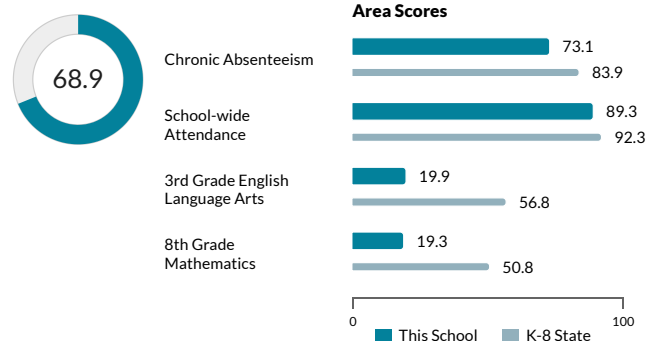 Area Scores
68.9
Chronic Absenteeism
73.1
83.9
School-wide
Attendance
89.3
92.3
3rd Grade English
Language Arts
19.9
56.8
8th Grade
Mathematics
19.3
50.8
0
100
This School
K-8 State